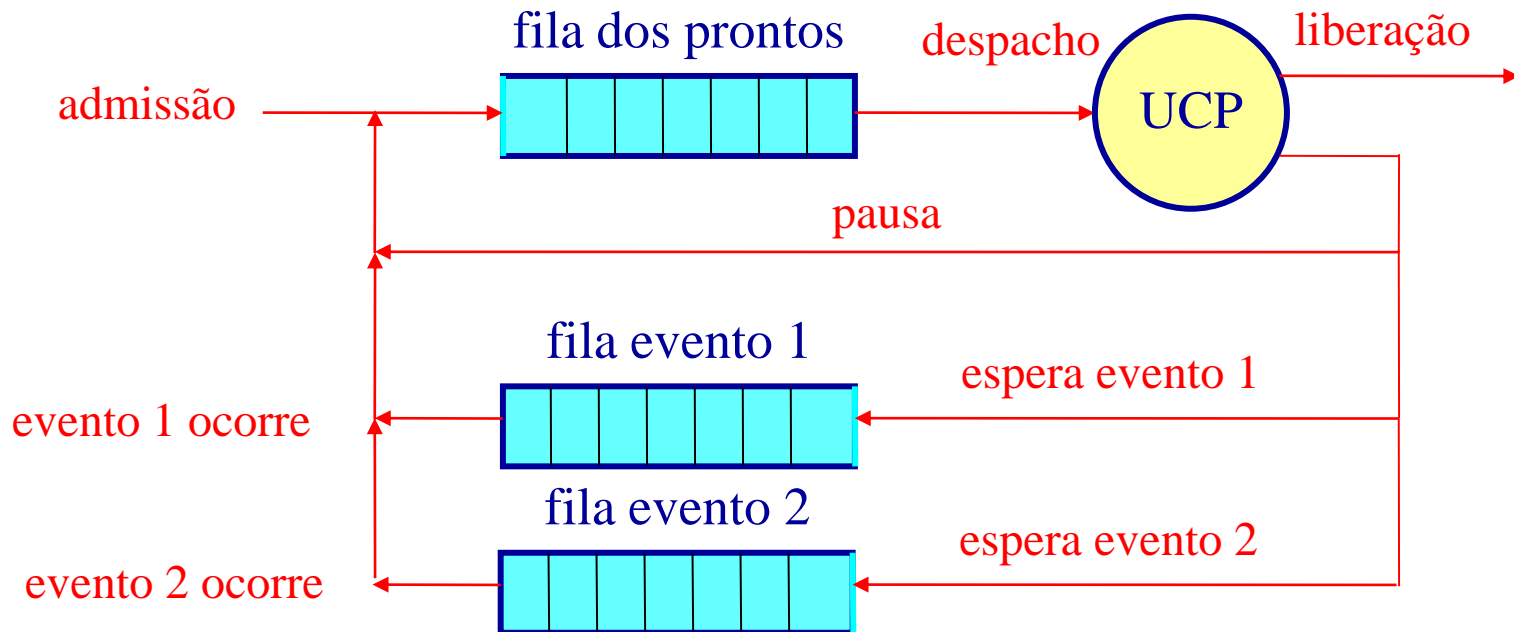 fila dos prontos
despacho
liberação
admissão
UCP
pausa
fila evento 1
espera evento 1
evento 1 ocorre
fila evento 2
espera evento 2
evento 2 ocorre